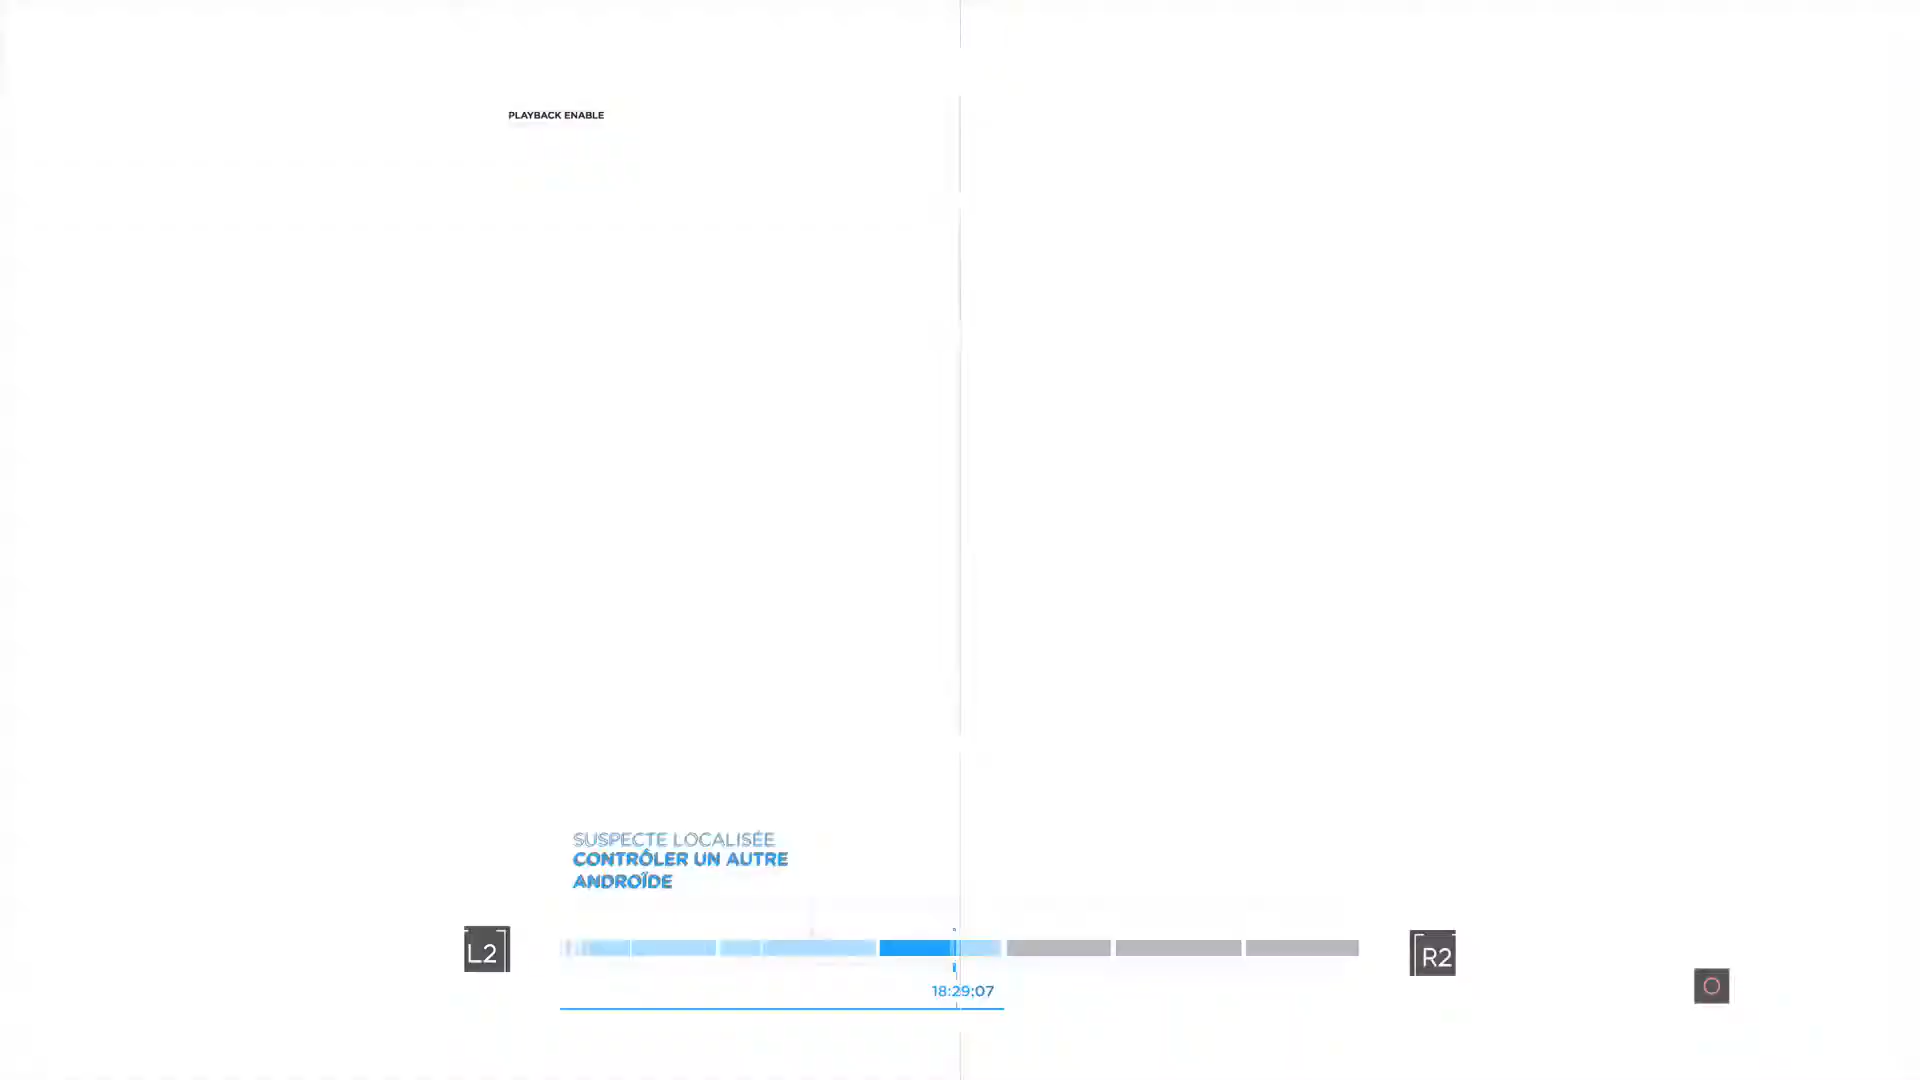 PLAYBACK ENABLE
SUSPECTE LOCALISÉE
CONTRÔLER UN AUTRE
ANDROÏDE
L2
R2
18:29:07